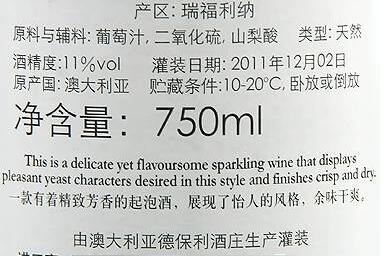 产区: 瑞福利纳
原料与辅料: 葡萄汁, 二氧化硫, 山梨酸 类型: 天然
酒精度:11%vol 灌装日期: 2011年12月02日
原产国: 澳大利亚 贮藏条件:10-20°C, 卧放或倒放
净含量: 750ml
This is a delicate yet flavoursome sparkling wine that displays
pleasant yeast characters desired in this style and finishes crisp and dry.
一款有着精致芳香的起泡酒, 展现了怡人的风格, 余味干爽。
由澳大利亚德保利酒庄生产灌装